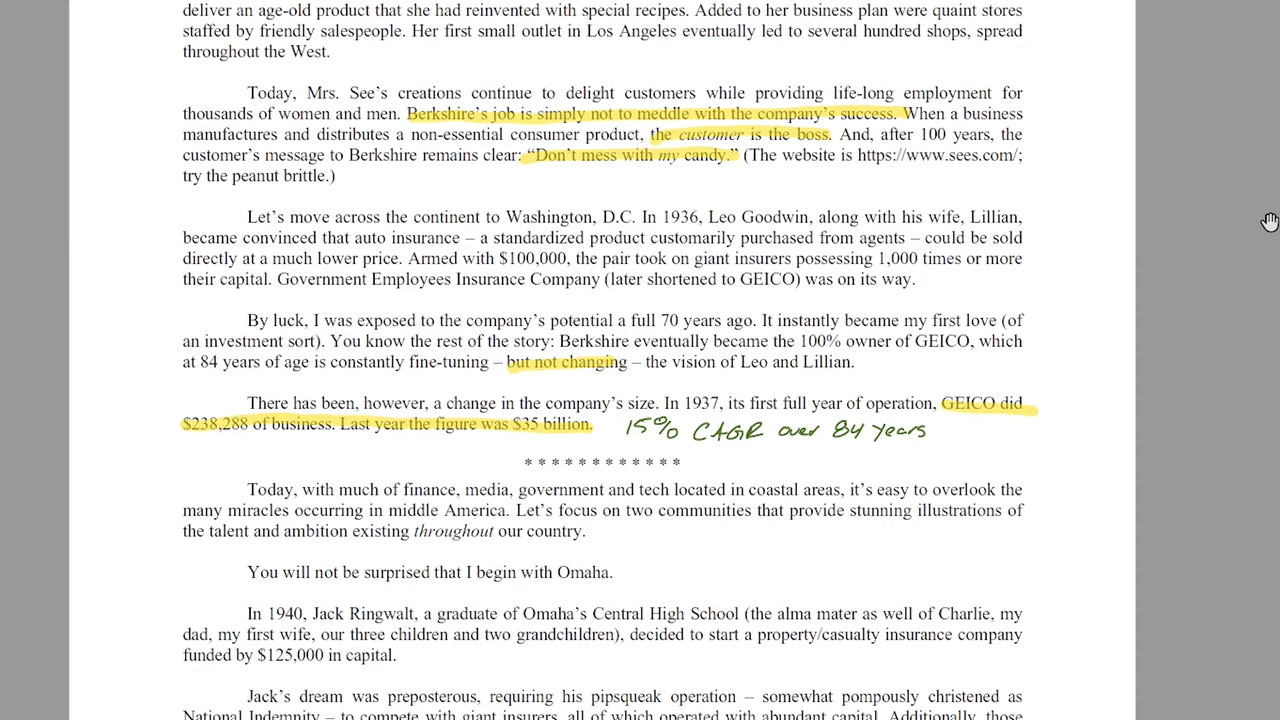 deliver an age-old product that she had reinvented with special recipes. Added to her business plan were quaint stores
staffed by friendly salespeople. Her first small outlet in Los Angeles eventually led to several hundred shops, spread
throughout the West.
Today, Mrs. See’s creations continue to delight customers while providing life-long employment for
thousands of women and men. Berkshire’s job is simply not to meddle with the company’s success. When a business
manufactures and distributes a non-essential consumer product, the customer is the boss. And, after 100 years, the
customer’s message to Berkshire remains clear: “Don’t mess with my candy.” (The website is https://www.sees.com/;
try the peanut brittle.)
Let’s move across the continent to Washington, D.C. In 1936, Leo Goodwin, along with his wife, Lillian,
became convinced that auto insurance – a standardized product customarily purchased from agents – could be sold
directly at a much lower price. Armed with $100,000, the pair took on giant insurers possessing 1,000 times or more
their capital. Government Employees Insurance Company (later shortened to GEICO) was on its way.
By luck, I was exposed to the company’s potential a full 70 years ago. It instantly became my first love (of
an investment sort). You know the rest of the story: Berkshire eventually became the 100% owner of GEICO, which
at 84 years of age is constantly fine-tuning – but not changing – the vision of Leo and Lillian.
There has been, however, a change in the company’s size. In 1937, its first full year of operation, GEICO did
$238,288 of business. Last year the figure was $35 billion. 15% CAGR over 84 years
* * * * * * * * * * * *
Today, with much of finance, media, government and tech located in coastal areas, it’s easy to overlook the
many miracles occurring in middle America. Let’s focus on two communities that provide stunning illustrations of
the talent and ambition existing throughout our country.
You will not be surprised that I begin with Omaha.
In 1940, Jack Ringwalt, a graduate of Omaha’s Central High School (the alma mater as well of Charlie, my
dad, my first wife, our three children and two grandchildren), decided to start a property/casualty insurance company
funded by $125,000 in capital.
Jack’s dream was preposterous, requiring his pipsqueak operation – somewhat pompously christened as
National Indemnity – to compete with giant insurers, all of which operated with abundant capital. Additionally, those